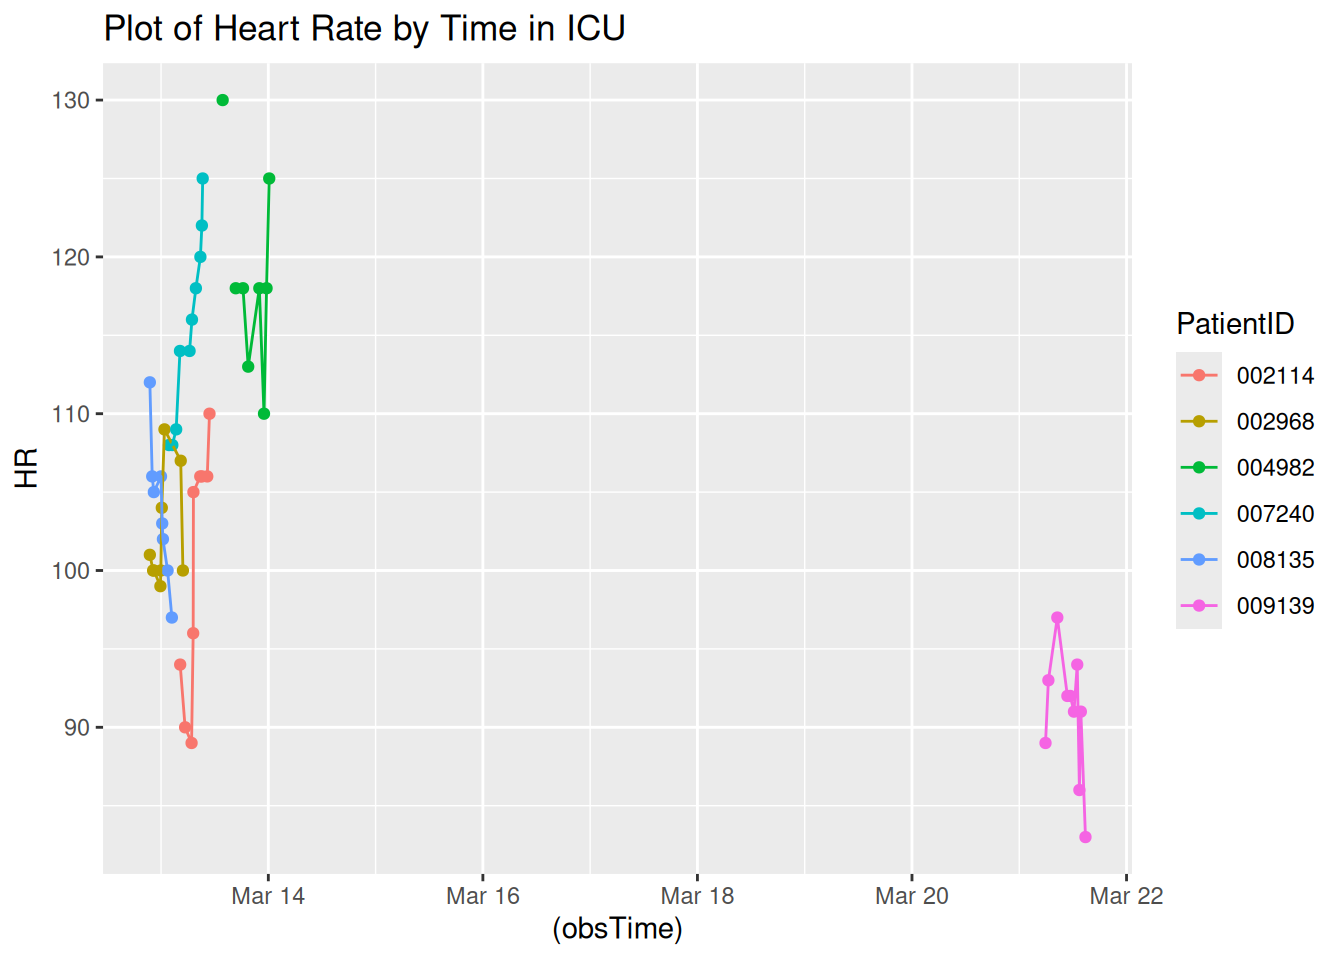 Plot of Heart Rate by Time in ICU
130
120
110
100
90
HR
Mar 14
Mar 16
Mar 18
Mar 20
Mar 22
(obsTime)
PatientID
002114
002968
004982
007240
008135
009139